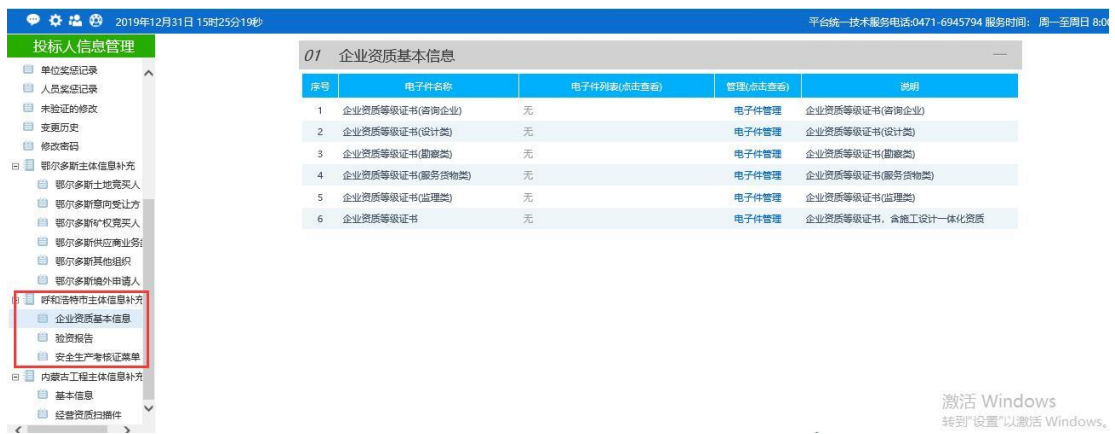 2019年12月31日 15时25分19秒
平台统一技术服务电话:0471-6945794 服务时间: 周一至周日 8:00
投标人信息管理
单位奖惩记录
人员奖惩记录
未验证的修改
变更历史
修改密码
鄂尔多斯主体信息补充
鄂尔多斯土地竞买人
鄂尔多斯意向受让方
鄂尔多斯矿权竞买人
鄂尔多斯供应商业务
鄂尔多斯其他组织
鄂尔多斯境外申请人
呼和浩特市主体信息补充
企业资质基本信息
验资报告
安全生产考核证菜单
内蒙古工程主体信息补充
基本信息
经营资质扫描件
01 企业资质基本信息
序号 电子件名称 电子件列表(点击查看) 管理(点击查看) 说明
1 企业资质等级证书(咨询企业) 无 电子件管理 企业资质等级证书(咨询企业)
2 企业资质等级证书(设计类) 无 电子件管理 企业资质等级证书(设计类)
3 企业资质等级证书(勘察类) 无 电子件管理 企业资质等级证书(勘察类)
4 企业资质等级证书(服务货物类) 无 电子件管理 企业资质等级证书(服务货物类)
5 企业资质等级证书(监理类) 无 电子件管理 企业资质等级证书(监理类)
6 企业资质等级证书 无 电子件管理 企业资质等级证书，含施工设计一体化资质
激活 Windows
转到"设置"以激活 Windows。